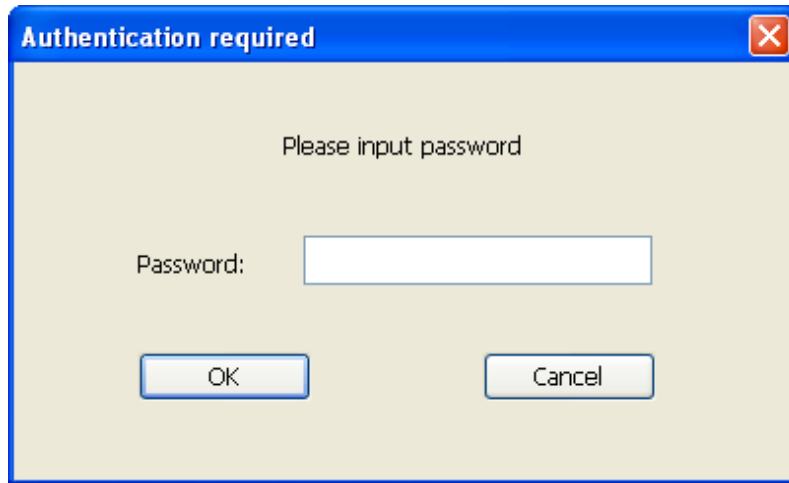 Authentication required
Please input password
Password:
OK
Cancel